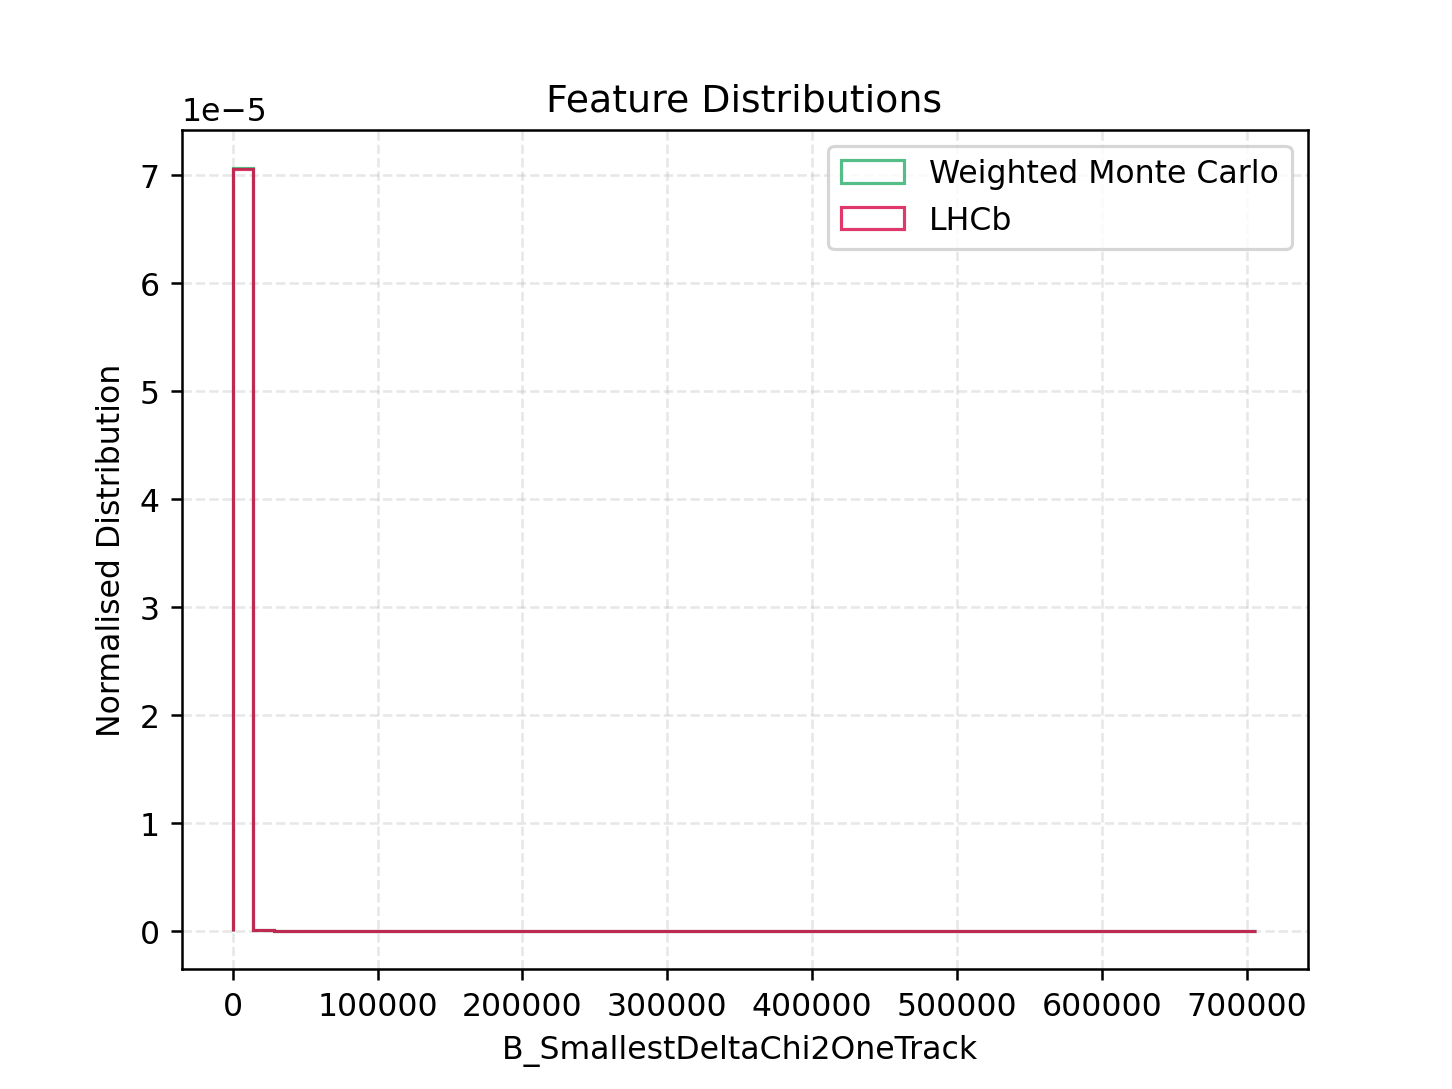 Feature Distributions
1e−5
7
6
5
4
3
2
1
0
Normalised Distribution
Weighted Monte Carlo
LHCb
0 100000 200000 300000 400000 500000 600000 700000
B_SmallestDeltaChi2OneTrack